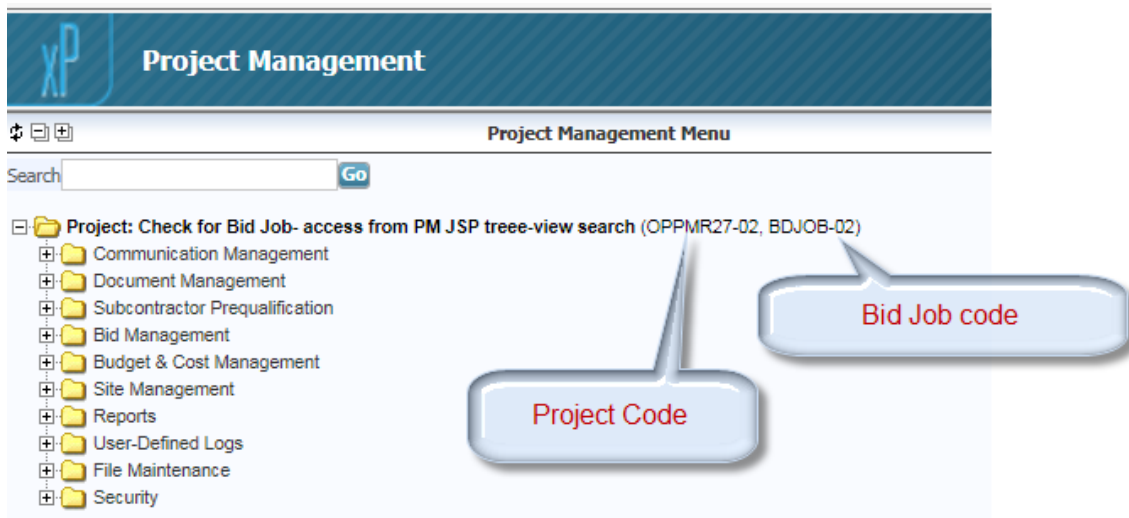 xP Project Management
Project Management Menu
Search Go
Project: Check for Bid Job- access from PM JSP treee-view search (OPPMR27-02, BDJOB-02)
Communication Management
Document Management
Subcontractor Prequalification
Bid Management
Budget & Cost Management
Site Management
Reports
User-Defined Logs
File Maintenance
Security
Bid Job code
Project Code